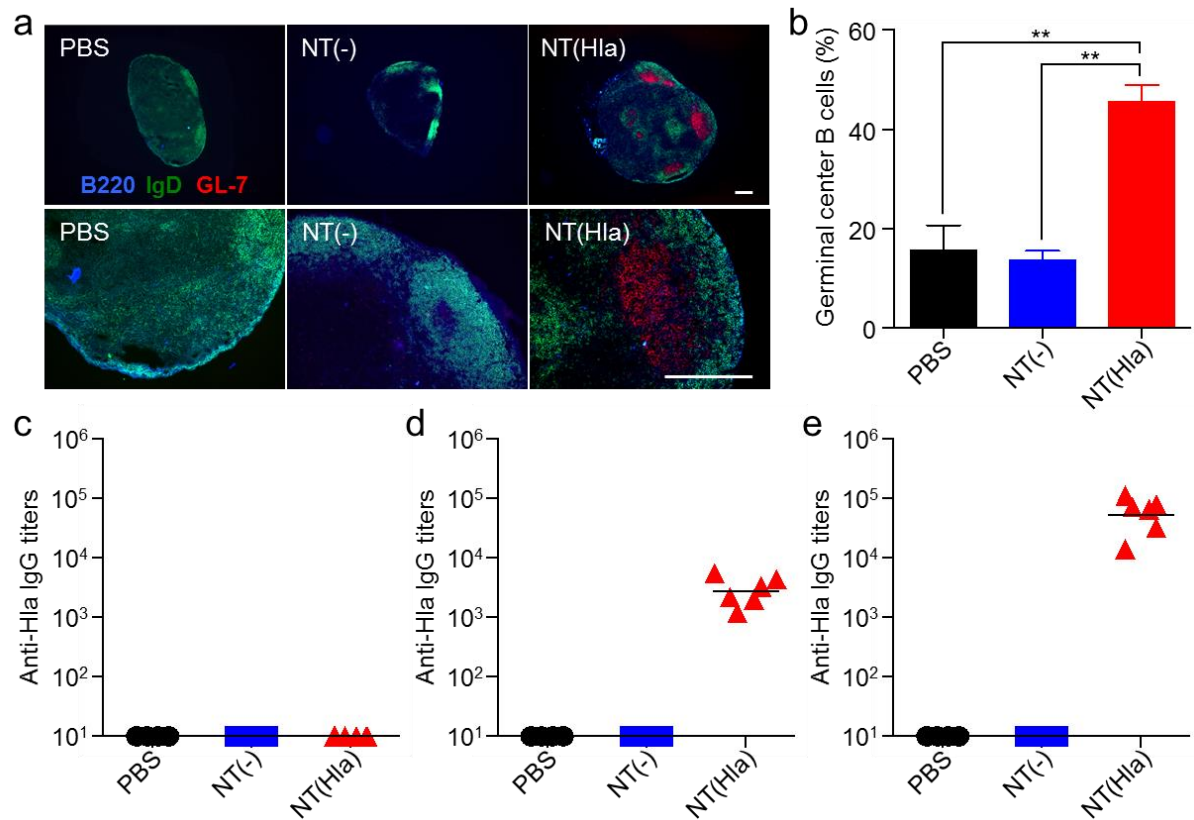 a
PBS
NT(-)
NT(Hla)
B220 IgD GL-7
PBS
NT(-)
NT(Hla)
b
Germinal center B cells (%)
60
40
20
0
**
**
PBS
NT(-)
NT(Hla)
c
Anti-Hla IgG titers
10⁶
10⁵
10⁴
10³
10²
10¹
PBS
NT(-)
NT(Hla)
d
Anti-Hla IgG titers
10⁶
10⁵
10⁴
10³
10²
10¹
PBS
NT(-)
NT(Hla)
e
Anti-Hla IgG titers
10⁶
10⁵
10⁴
10³
10²
10¹
PBS
NT(-)
NT(Hla)